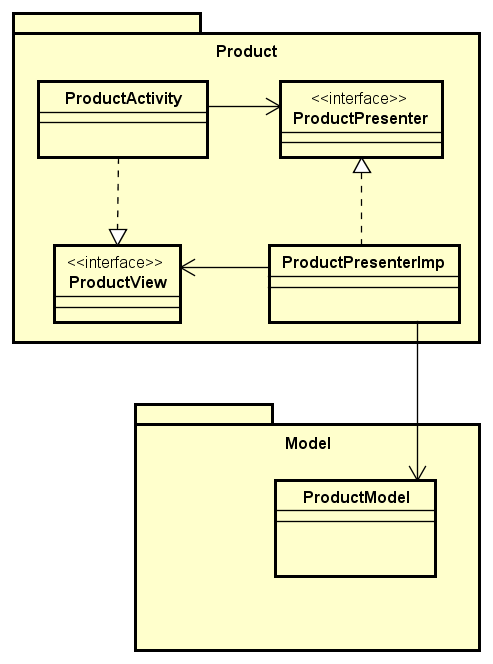 Product
ProductActivity
<<interface>>
ProductPresenter
<<interface>>
ProductView
ProductPresenterImp
Model
ProductModel